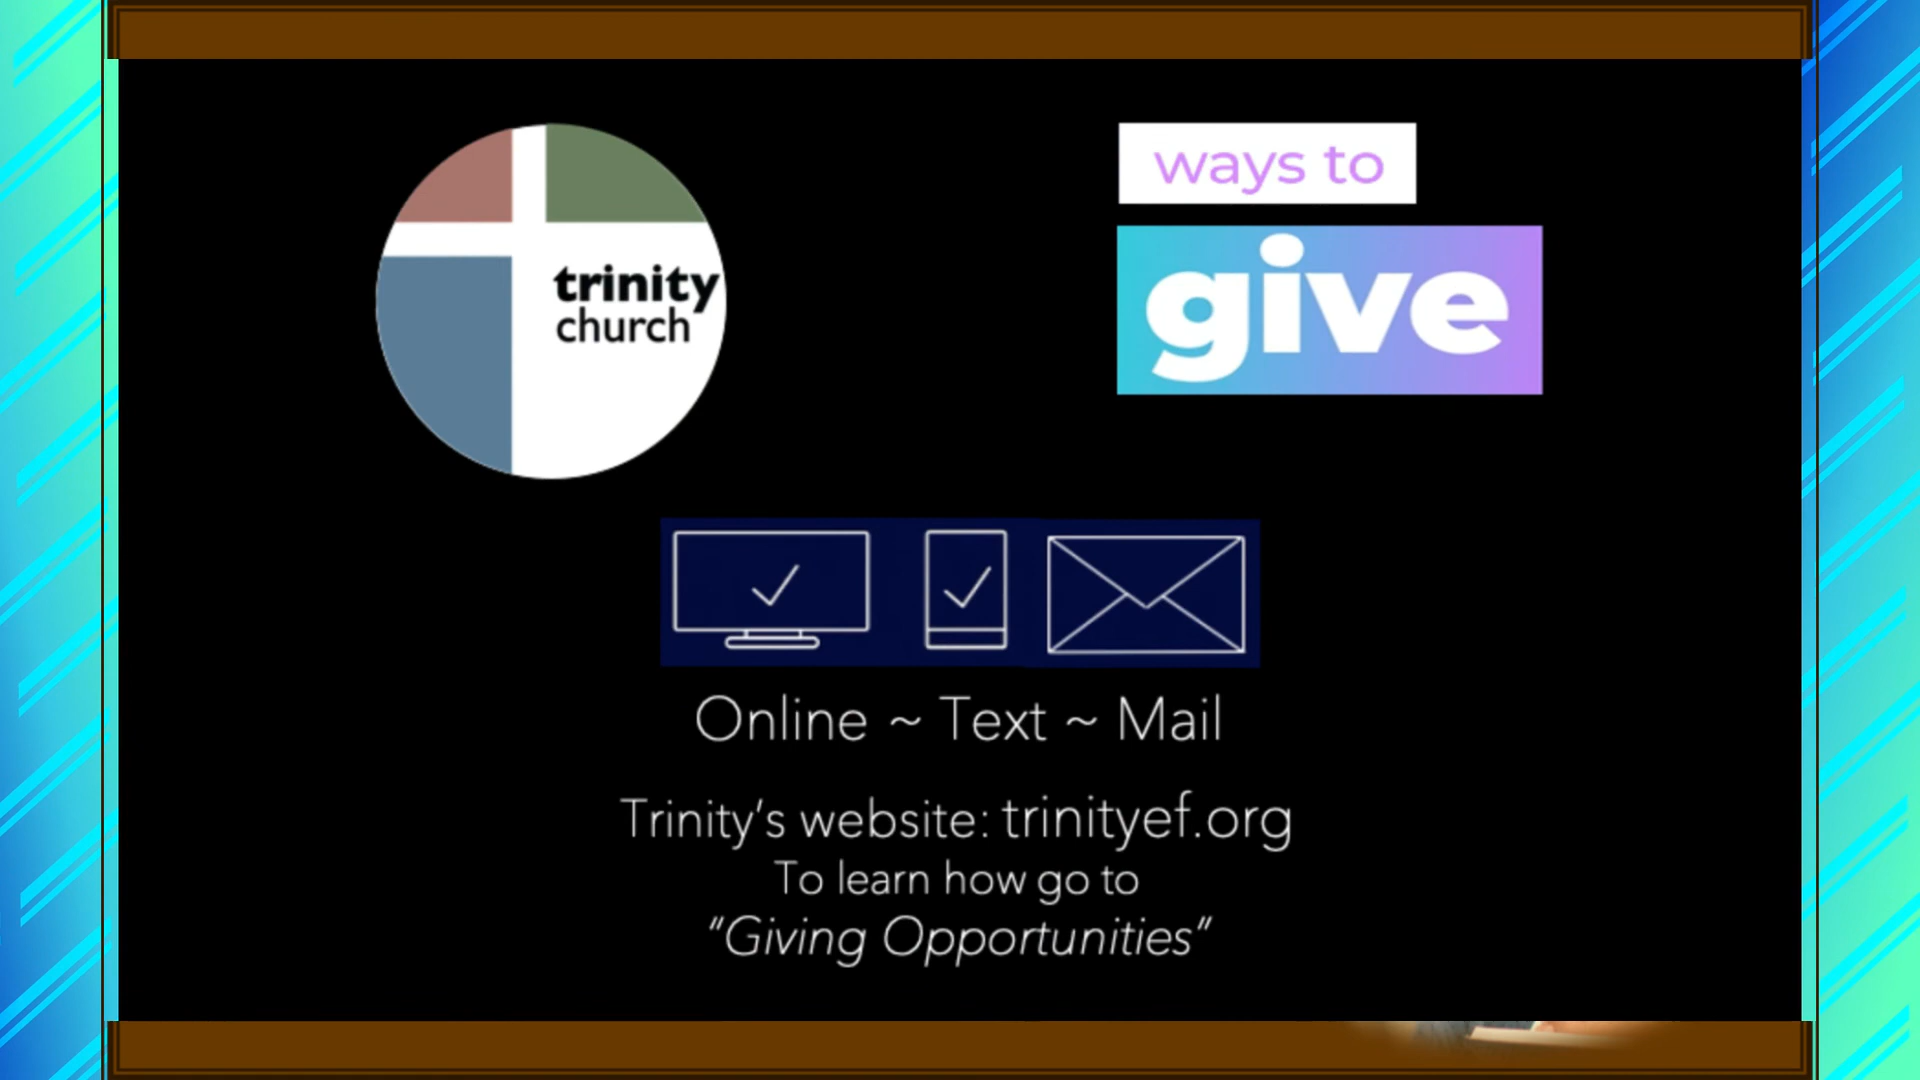 trinity
church
ways to
give
Online ~ Text ~ Mail
Trinity’s website: trinityef.org
To learn how go to
“Giving Opportunities”